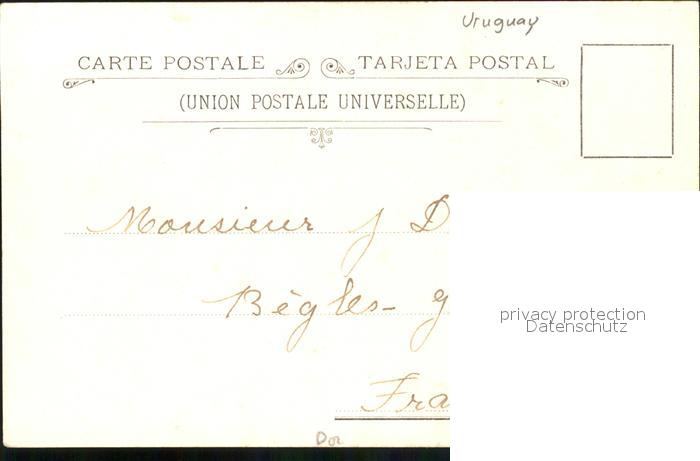 Uruguay
CARTE POSTALE TARJETA POSTAL
(UNION POSTALE UNIVERSELLE)
Monsieur J D
Bègles- g
privacy protection
Datenschutz
Fra